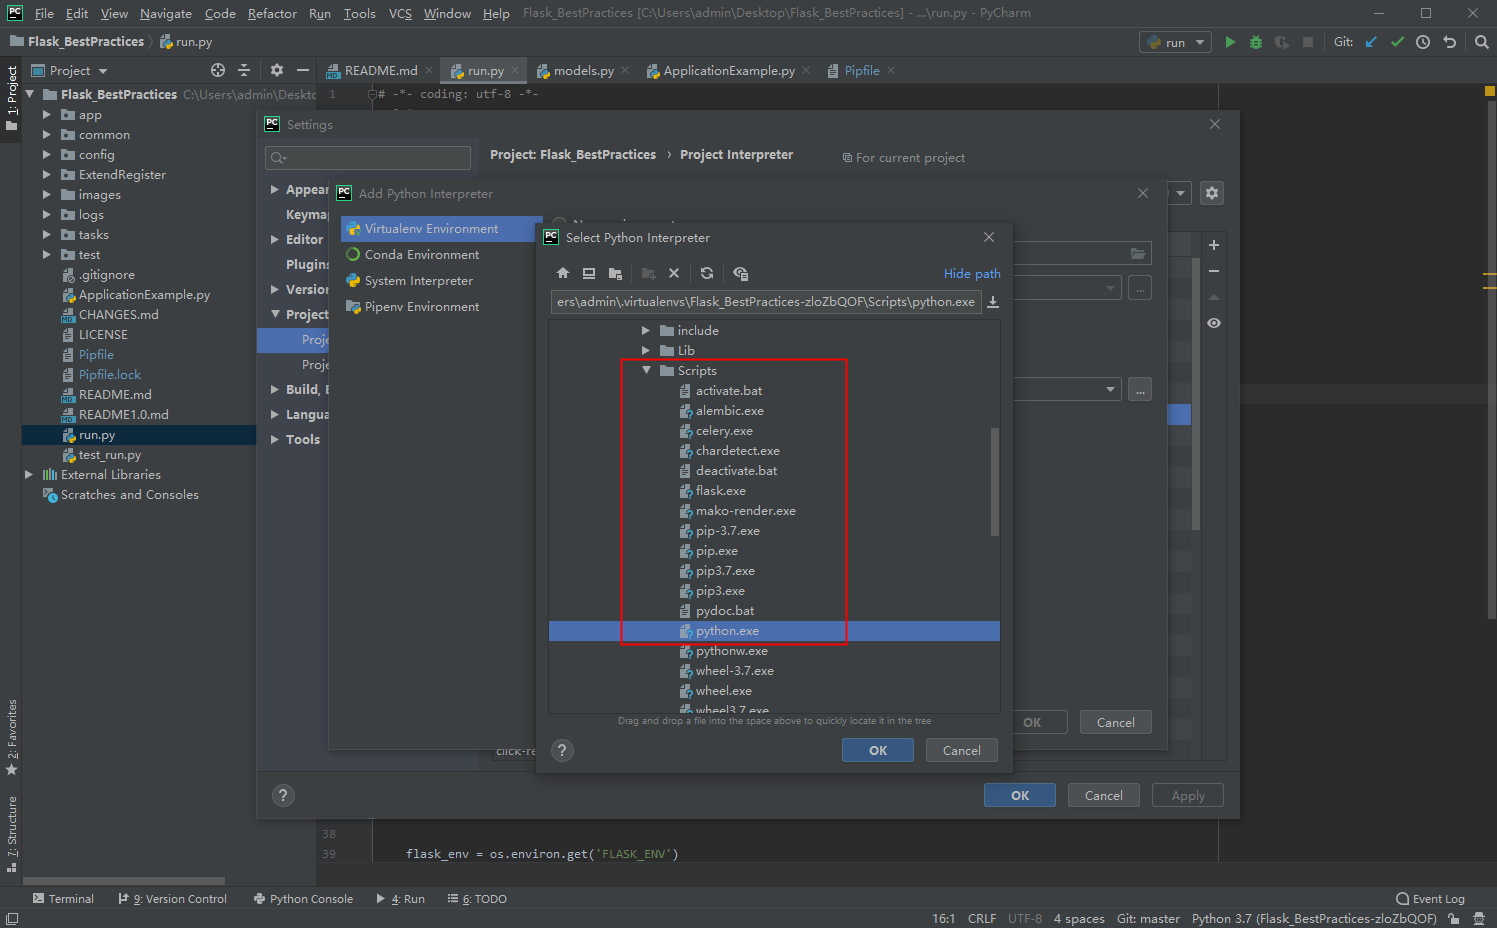 File Edit View Navigate Code Refactor Run Tools VCS Window Help Flask_BestPractices [C:\Users\admin\Desktop\Flask_BestPractices] - ...\run.py - PyCharm
Flask_BestPractices run.py run Git:
Project README.md run.py models.py ApplicationExample.py Pipfile
1: Project
Flask_BestPractices C:\Users\admin\Deskto
app
common
config
ExtendRegister
images
logs
tasks
test
.gitignore
ApplicationExample.py
CHANGES.md
LICENSE
Pipfile
Pipfile.lock
README.md
README1.0.md
run.py
test_run.py
External Libraries
Scratches and Consoles
2: Favorites
7: Structure
1 # -*- coding: utf-8 -*-
Settings
Project: Flask_BestPractices › Project Interpreter For current project
Appear
Keymap
Editor
Plugins
Version
Project
Proje
Proje
Build, E
Langua
Tools
Add Python Interpreter
Virtualenv Environment
Conda Environment
System Interpreter
Pipenv Environment
...
...
OK Cancel
Select Python Interpreter
Hide path
ers\admin\.virtualenvs\Flask_BestPractices-zloZbQOF\Scripts\python.exe
include
Lib
Scripts
activate.bat
alembic.exe
celery.exe
chardetect.exe
deactivate.bat
flask.exe
mako-render.exe
pip-3.7.exe
pip.exe
pip3.7.exe
pip3.exe
pydoc.bat
python.exe
pythonw.exe
wheel-3.7.exe
wheel.exe
wheel3.7.exe
Drag and drop a file into the space above to quickly locate it in the tree
? OK Cancel
click-re
? OK Cancel Apply
38
39 flask_env = os.environ.get('FLASK_ENV')
Terminal 9: Version Control Python Console 4: Run 6: TODO Event Log
16:1 CRLF UTF-8 4 spaces Git: master Python 3.7 (Flask_BestPractices-zloZbQOF)